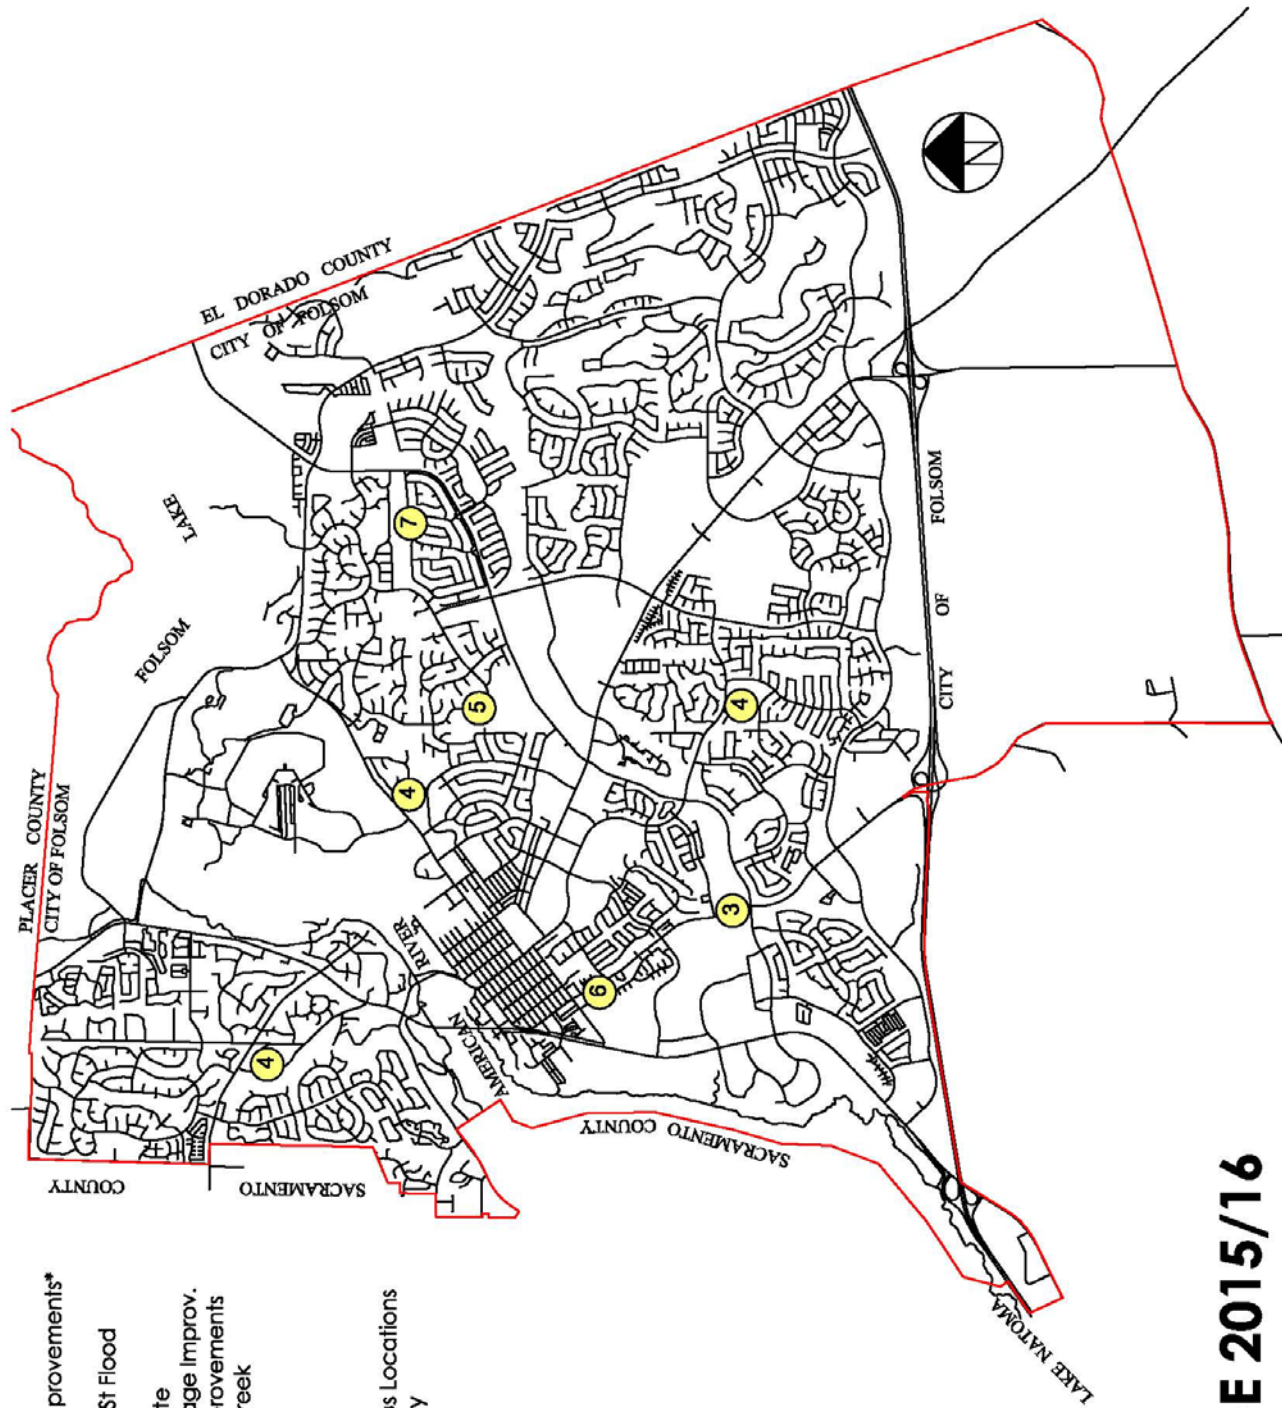 provements*
St Flood
te
age Improv.
rovements
reek
as Locations
y
PLACER COUNTY
CITY OF FOLSOM
EL DORADO COUNTY
CITY OF FOLSOM
FOLSOM LAKE
AMERICAN RIVER
SACRAMENTO COUNTY
SACRAMENTO COUNTY
LAKE NATOMA
CITY OF FOLSOM
7
5
4
4
4
3
6
N
E 2015/16